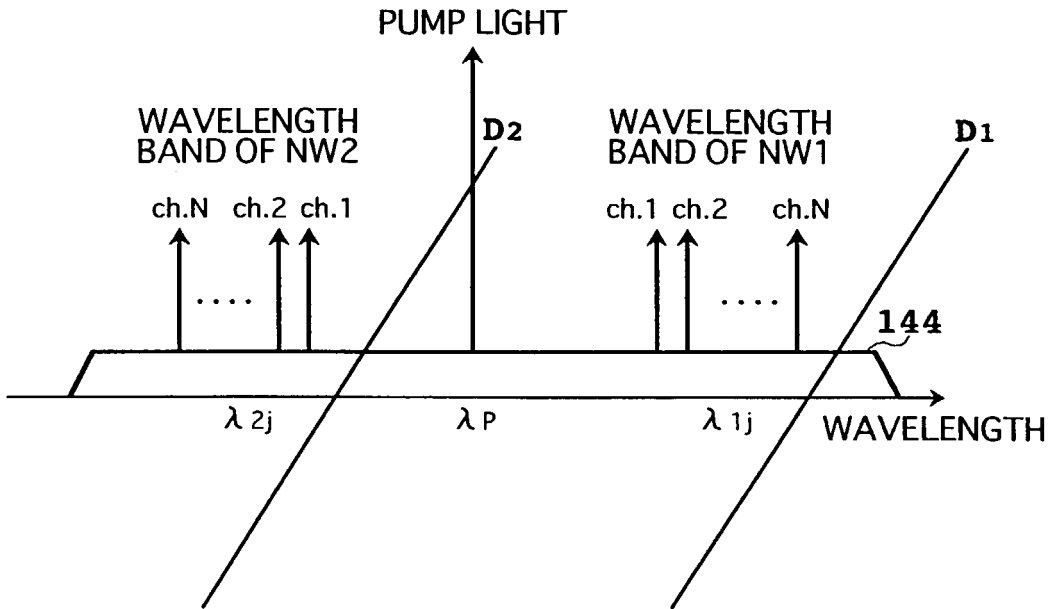 PUMP LIGHT
WAVELENGTH
BAND OF NW2
D2
WAVELENGTH
BAND OF NW1
D1
ch.N ch.2 ch.1
ch.1 ch.2 ch.N
....
....
144
λ 2j
λ P
λ 1j
WAVELENGTH